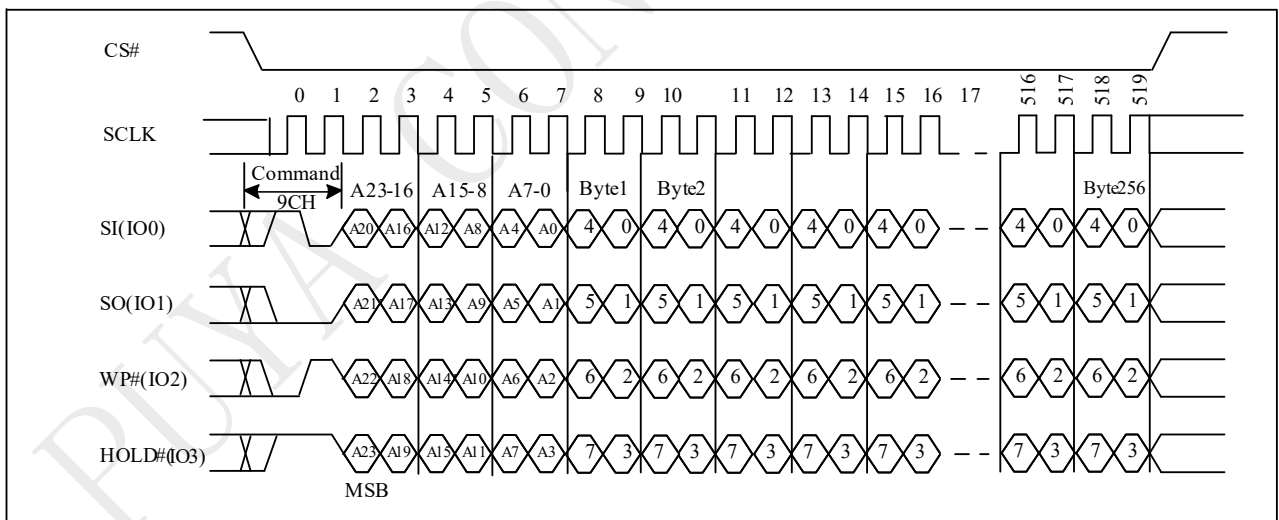 CS#
0 1 2 3 4 5 6 7 8 9 10 11 12 13 14 15 16 17 516 517 518 519
SCLK
Command
9CH
A23-16 A15-8 A7-0 Byte1 Byte2 Byte256
SI(IO0) A20 A16 A12 A8 A4 A0 4 0 4 0 4 0 4 0 4 0 4 0 4 0
SO(IO1) A21 A17 A13 A9 A5 A1 5 1 5 1 5 1 5 1 5 1 5 1 5 1
WP#(IO2) A22 A18 A14 A10 A6 A2 6 2 6 2 6 2 6 2 6 2 6 2 6 2
HOLD#(IO3) A23 A19 A15 A11 A7 A3 7 3 7 3 7 3 7 3 7 3 7 3 7 3
MSB
PUYA CON